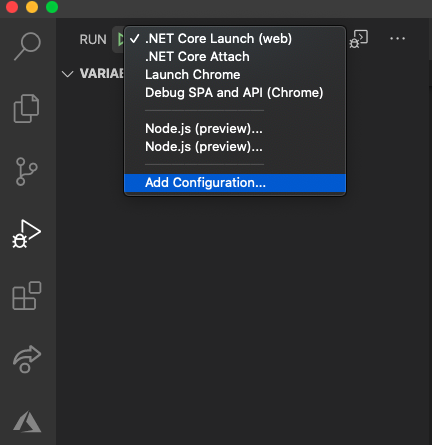 RUN
✓ .NET Core Launch (web)
.NET Core Attach
Launch Chrome
Debug SPA and API (Chrome)
Node.js (preview)...
Node.js (preview)...
Add Configuration...
VARIAB